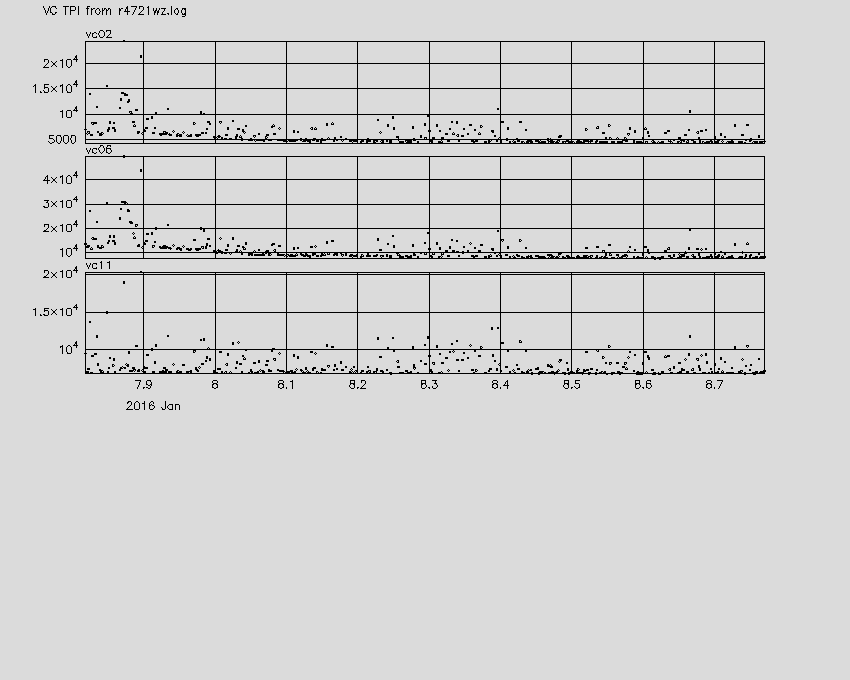 VC TPI from r4721wz.log
vc02
2×10⁴
1.5×10⁴
10⁴
5000
vc06
4×10⁴
3×10⁴
2×10⁴
10⁴
vc11
2×10⁴
1.5×10⁴
10⁴
7.9 8 8.1 8.2 8.3 8.4 8.5 8.6 8.7
2016 Jan